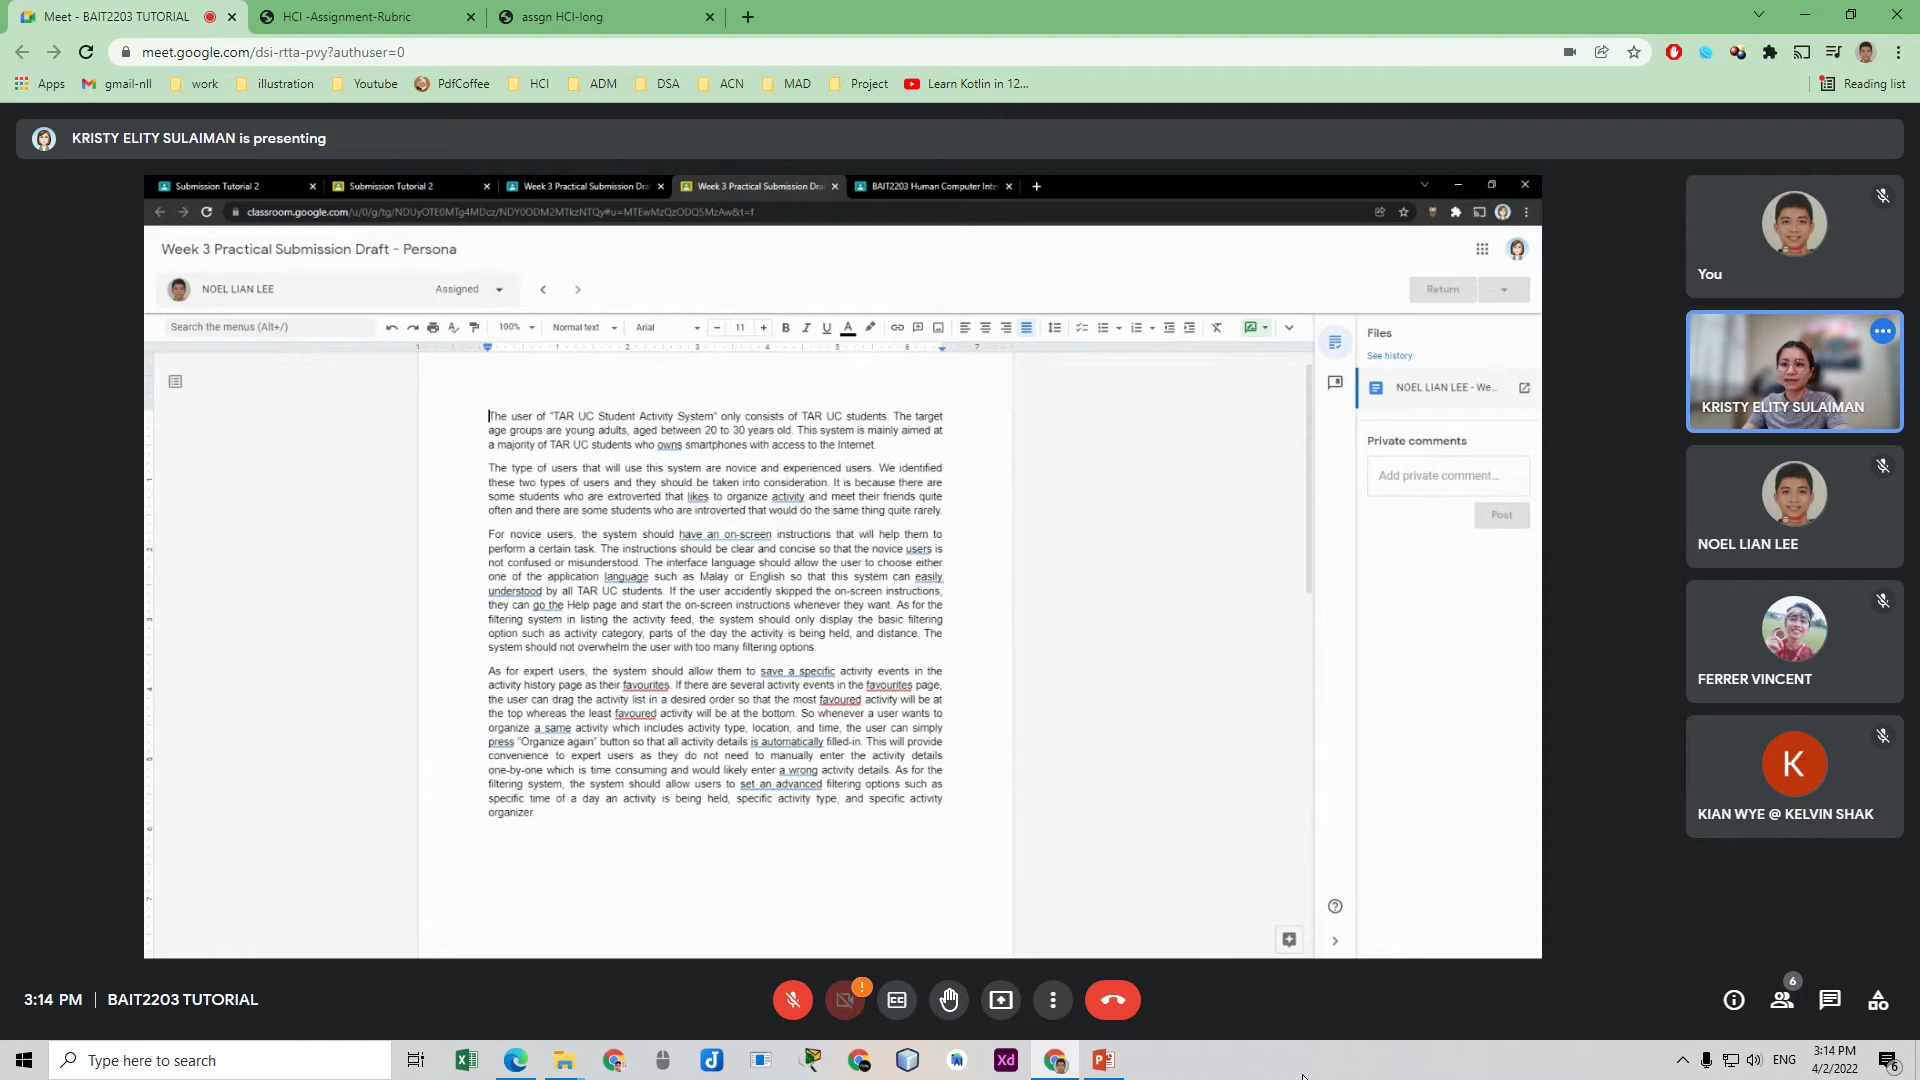 Meet - BAIT2203 TUTORIAL
HCI -Assignment-Rubric
assgn HCI-long
meet.google.com/dsi-rtta-pvy?authuser=0
Apps
gmail-nll
work
illustration
Youtube
PdfCoffee
HCI
ADM
DSA
ACN
MAD
Project
Learn Kotlin in 12...
Reading list
KRISTY ELITY SULAIMAN is presenting
Submission Tutorial 2
Submission Tutorial 2
Week 3 Practical Submission Dra
Week 3 Practical Submission Dra
BAIT2203 Human Computer Inte
Week 3 Practical Submission Draft - Persona
NOEL LIAN LEE
Assigned
Return
Search the menus (Alt+/)
100%
Normal text
Arial
11
B I U A
The user of "TAR UC Student Activity System" only consists of TAR UC students. The target
age groups are young adults, aged between 20 to 30 years old. This system is mainly aimed at
a majority of TAR UC students who owns smartphones with access to the Internet.
The type of users that will use this system are novice and experienced users. We identified
these two types of users and they should be taken into consideration. It is because there are
some students who are extroverted that likes to organize activity and meet their friends quite
often and there are some students who are introverted that would do the same thing quite rarely.
For novice users, the system should have an on-screen instructions that will help them to
perform a certain task. The instructions should be clear and concise so that the novice users is
not confused or misunderstood. The interface language should allow the user to choose either
one of the application language such as Malay or English so that this system can easily
understood by all TAR UC students. If the user accidently skipped the on-screen instructions,
they can go the Help page and start the on-screen instructions whenever they want. As for the
filtering system in listing the activity feed, the system should only display the basic filtering
option such as activity category, parts of the day the activity is being held, and distance. The
system should not overwhelm the user with too many filtering options.
As for expert users, the system should allow them to save a specific activity events in the
activity history page as their favourites. If there are several activity events in the favourites page,
the user can drag the activity list in a desired order so that the most favoured activity will be at
the top whereas the least favoured activity will be at the bottom. So whenever a user wants to
organize a same activity which includes activity type, location, and time, the user can simply
press "Organize again" button so that all activity details is automatically filled-in. This will provide
convenience to expert users as they do not need to manually enter the activity details
one-by-one which is time consuming and would likely enter a wrong activity details. As for the
filtering system, the system should allow users to set an advanced filtering options such as
specific time of a day an activity is being held, specific activity type, and specific activity
organizer.
Files
See history
NOEL LIAN LEE - We...
Private comments
Add private comment...
Post
You
KRISTY ELITY SULAIMAN
NOEL LIAN LEE
FERRER VINCENT
K
KIAN WYE @ KELVIN SHAK
3:14 PM | BAIT2203 TUTORIAL
6
Type here to search
Xd
ENG
3:14 PM
4/2/2022
6